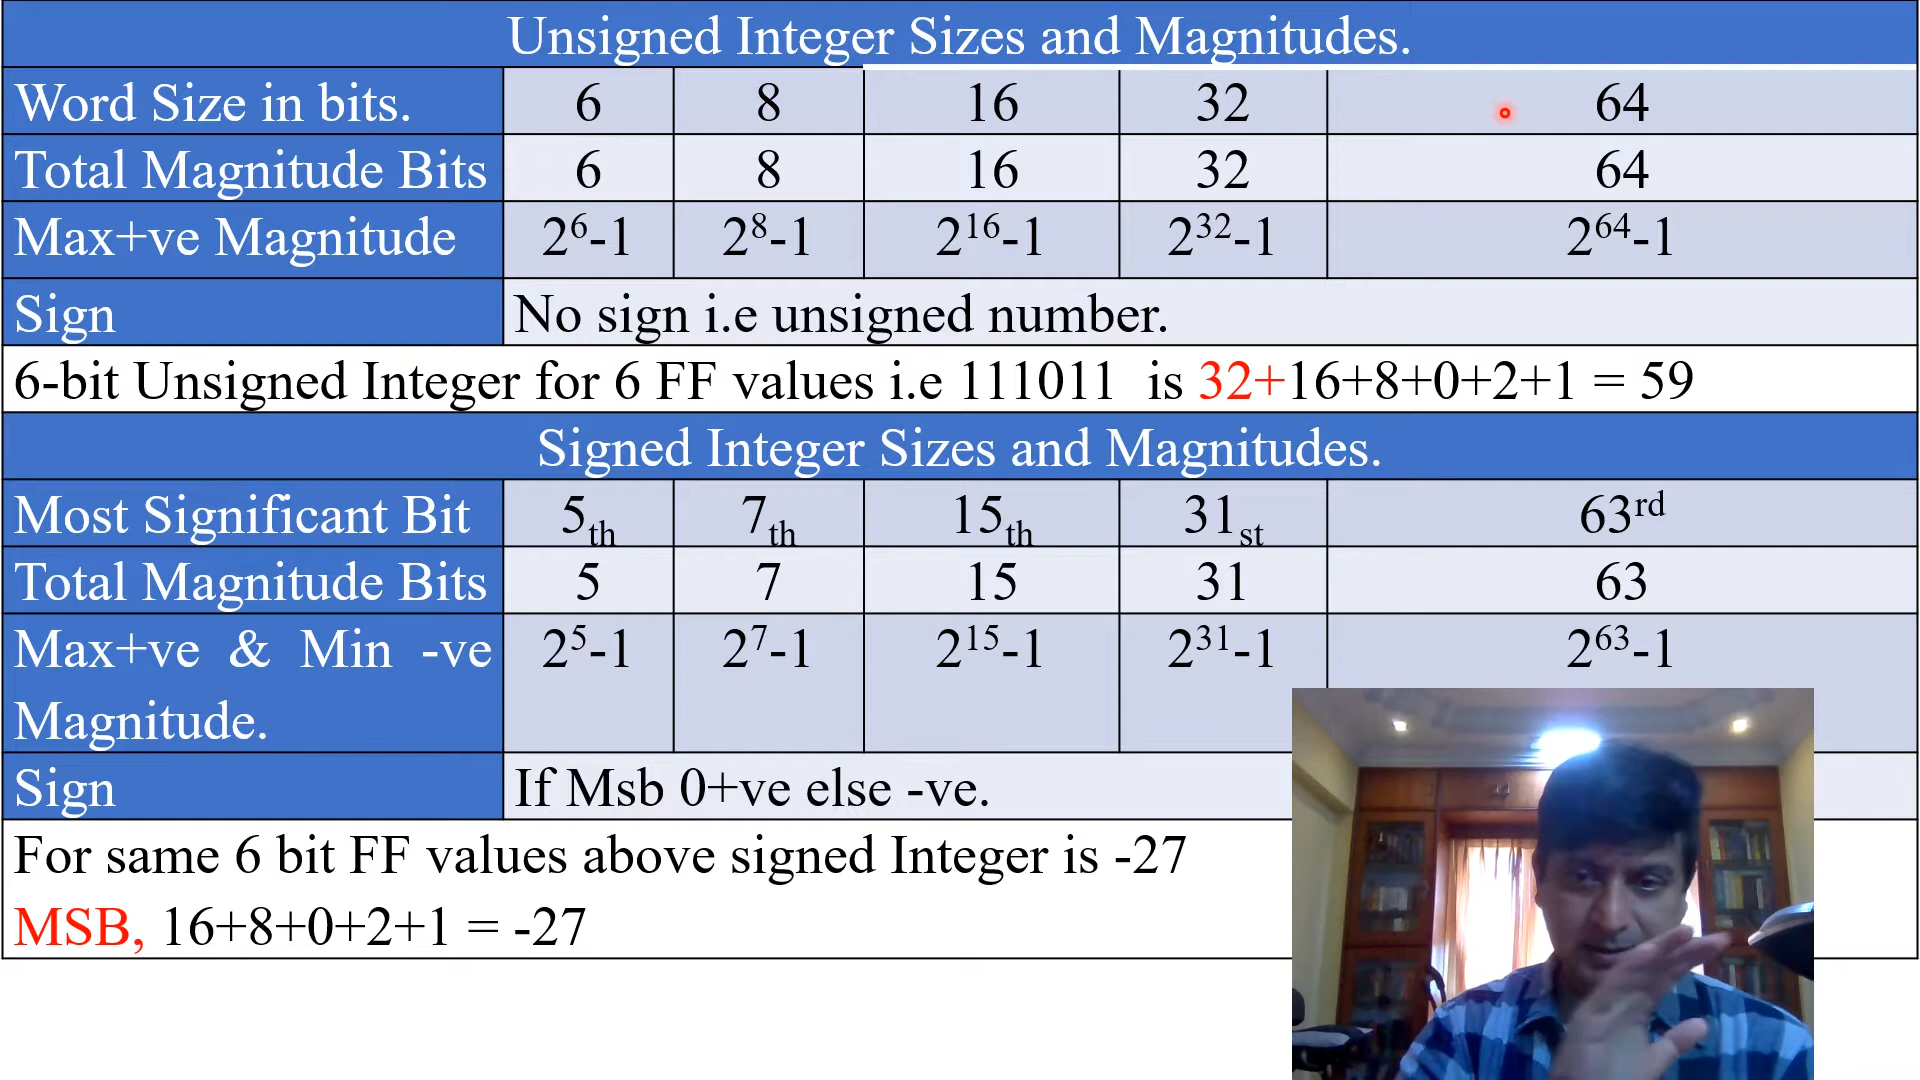 Unsigned Integer Sizes and Magnitudes.
Word Size in bits. 6 8 16 32 64
Total Magnitude Bits 6 8 16 32 64
Max+ve Magnitude 2⁶-1 2⁸-1 2¹⁶-1 2³²-1 2⁶⁴-1
Sign No sign i.e unsigned number.
6-bit Unsigned Integer for 6 FF values i.e 111011 is 32+16+8+0+2+1 = 59
Signed Integer Sizes and Magnitudes.
Most Significant Bit 5th 7th 15th 31st 63rd
Total Magnitude Bits 5 7 15 31 63
Max+ve & Min -ve 2⁵-1 2⁷-1 2¹⁵-1 2³¹-1 2⁶³-1
Magnitude.
Sign If Msb 0+ve else -ve.
For same 6 bit FF values above signed Integer is -27
MSB, 16+8+0+2+1 = -27